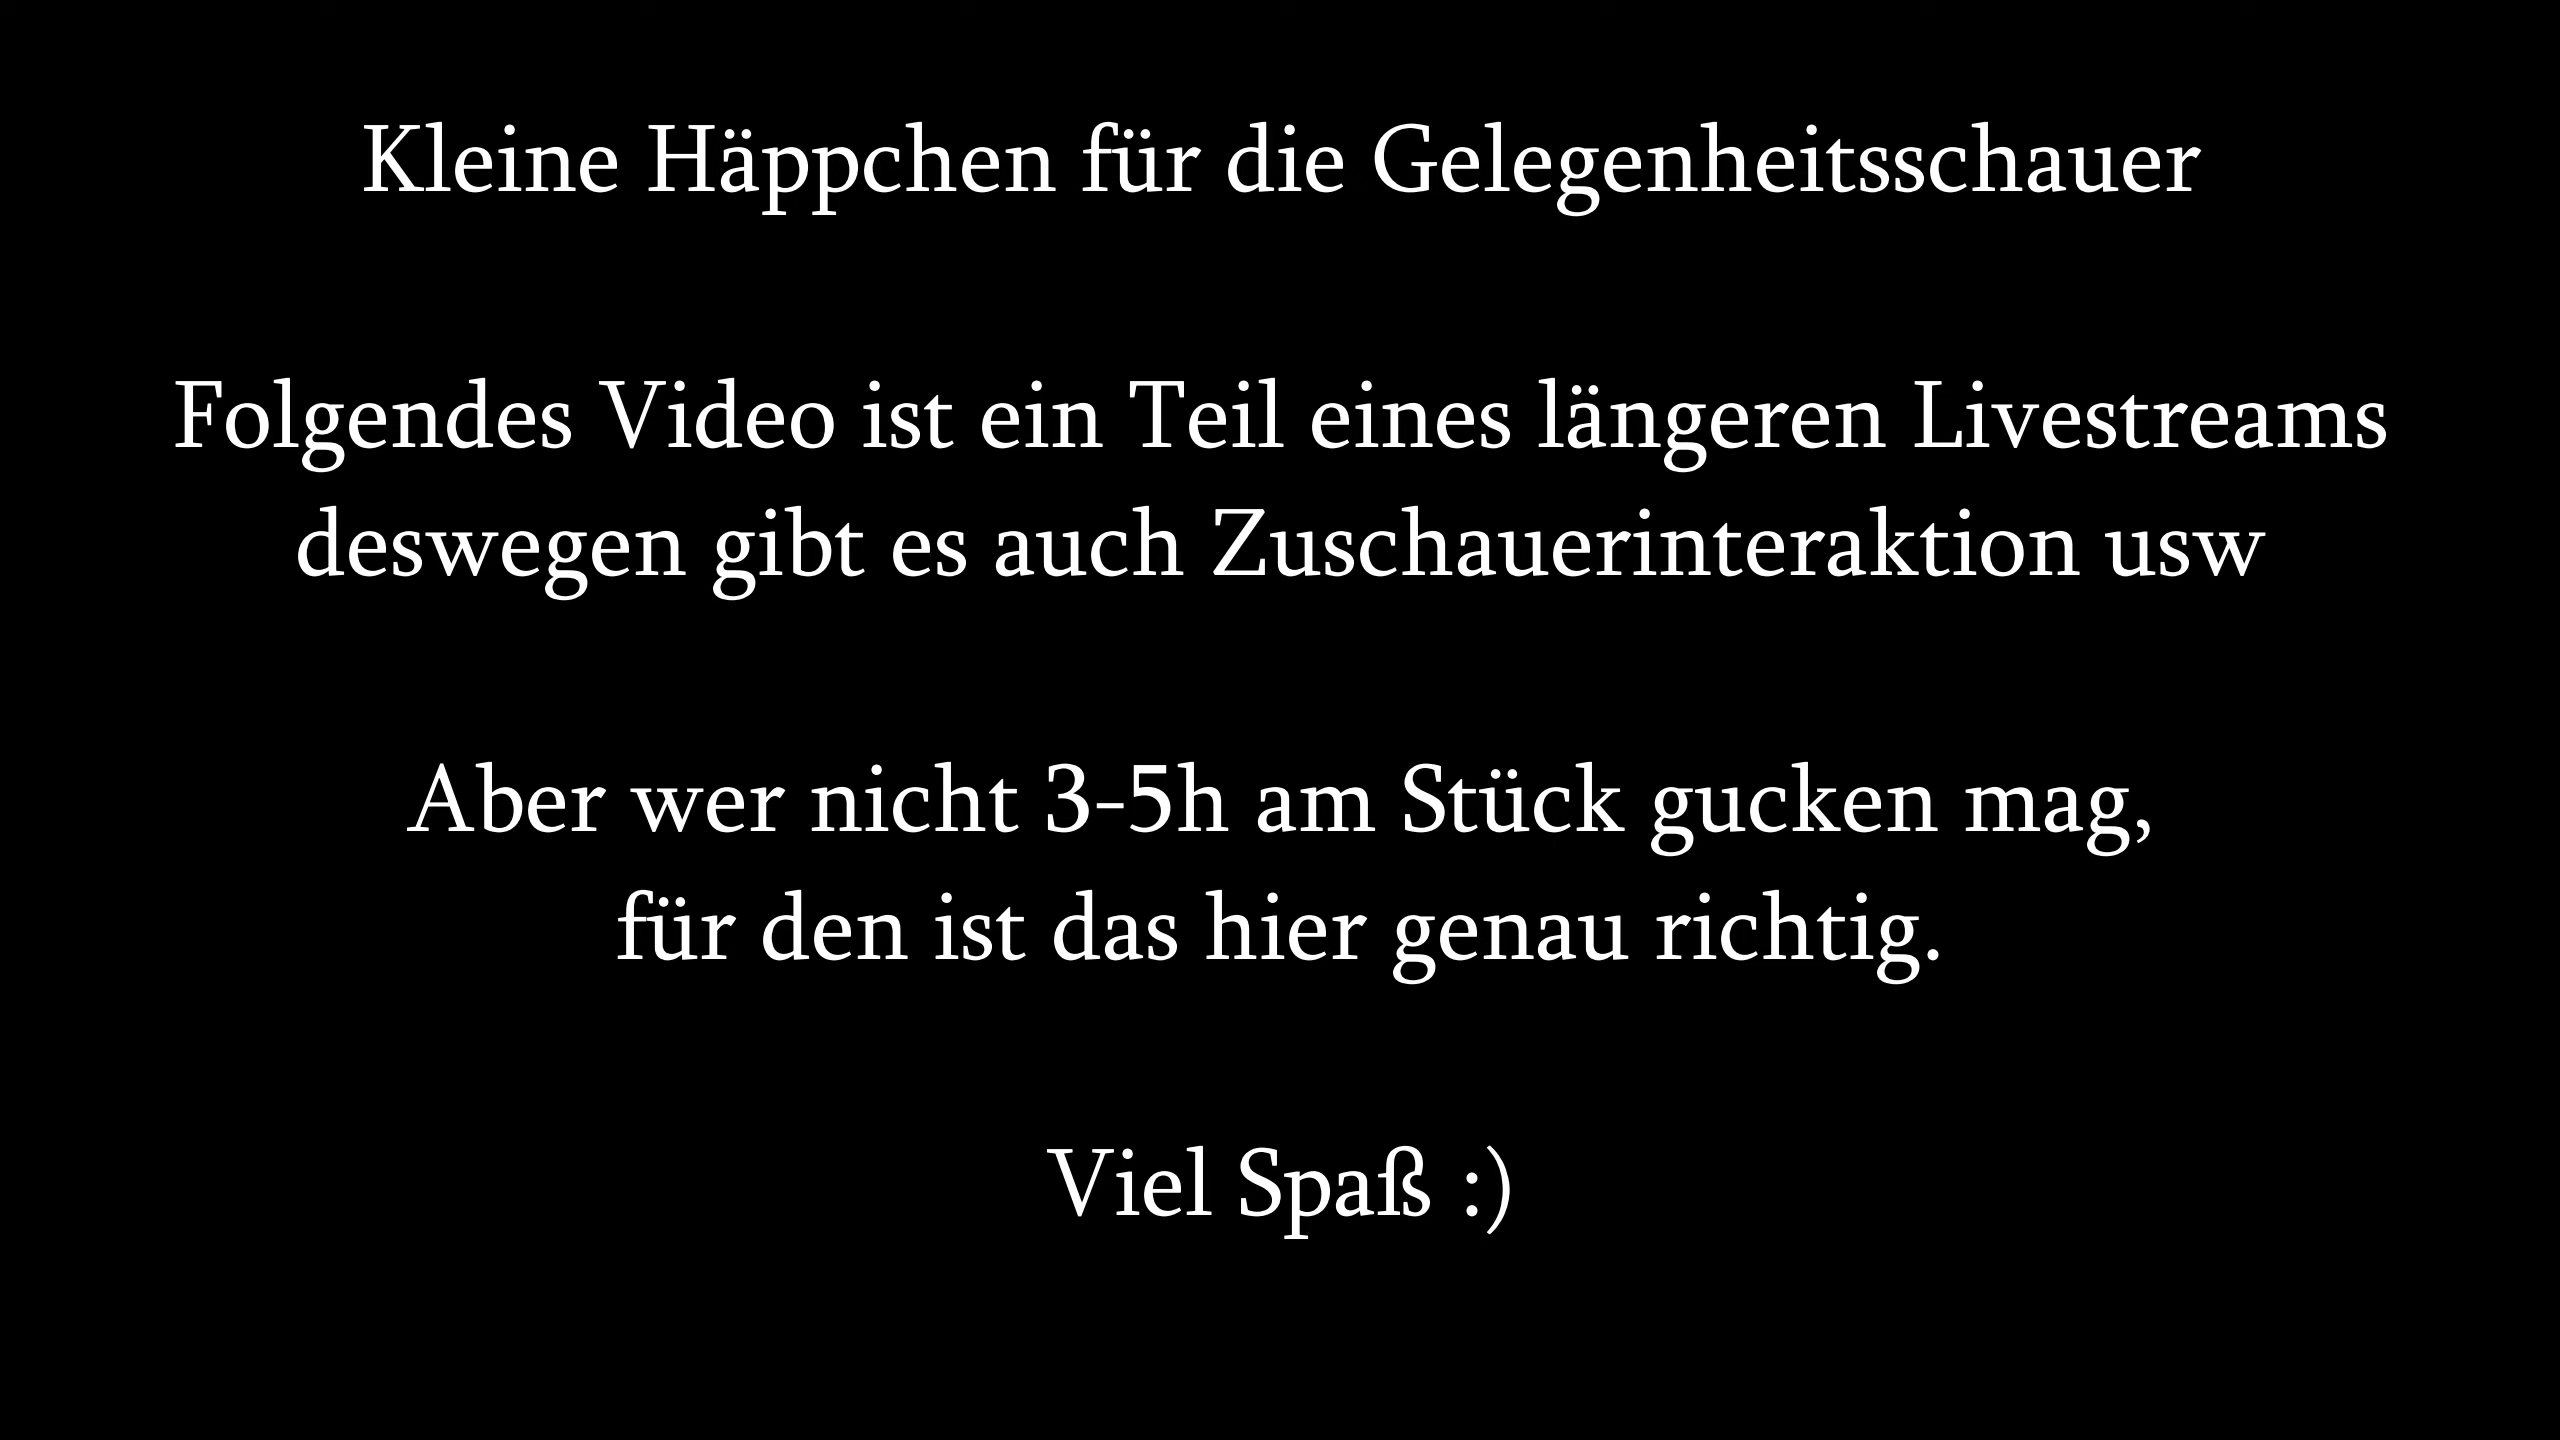 Kleine Häppchen für die Gelegenheitsschauer
Folgendes Video ist ein Teil eines längeren Livestreams
deswegen gibt es auch Zuschauerinteraktion usw
Aber wer nicht 3-5h am Stück gucken mag,
für den ist das hier genau richtig.
Viel Spaß :)